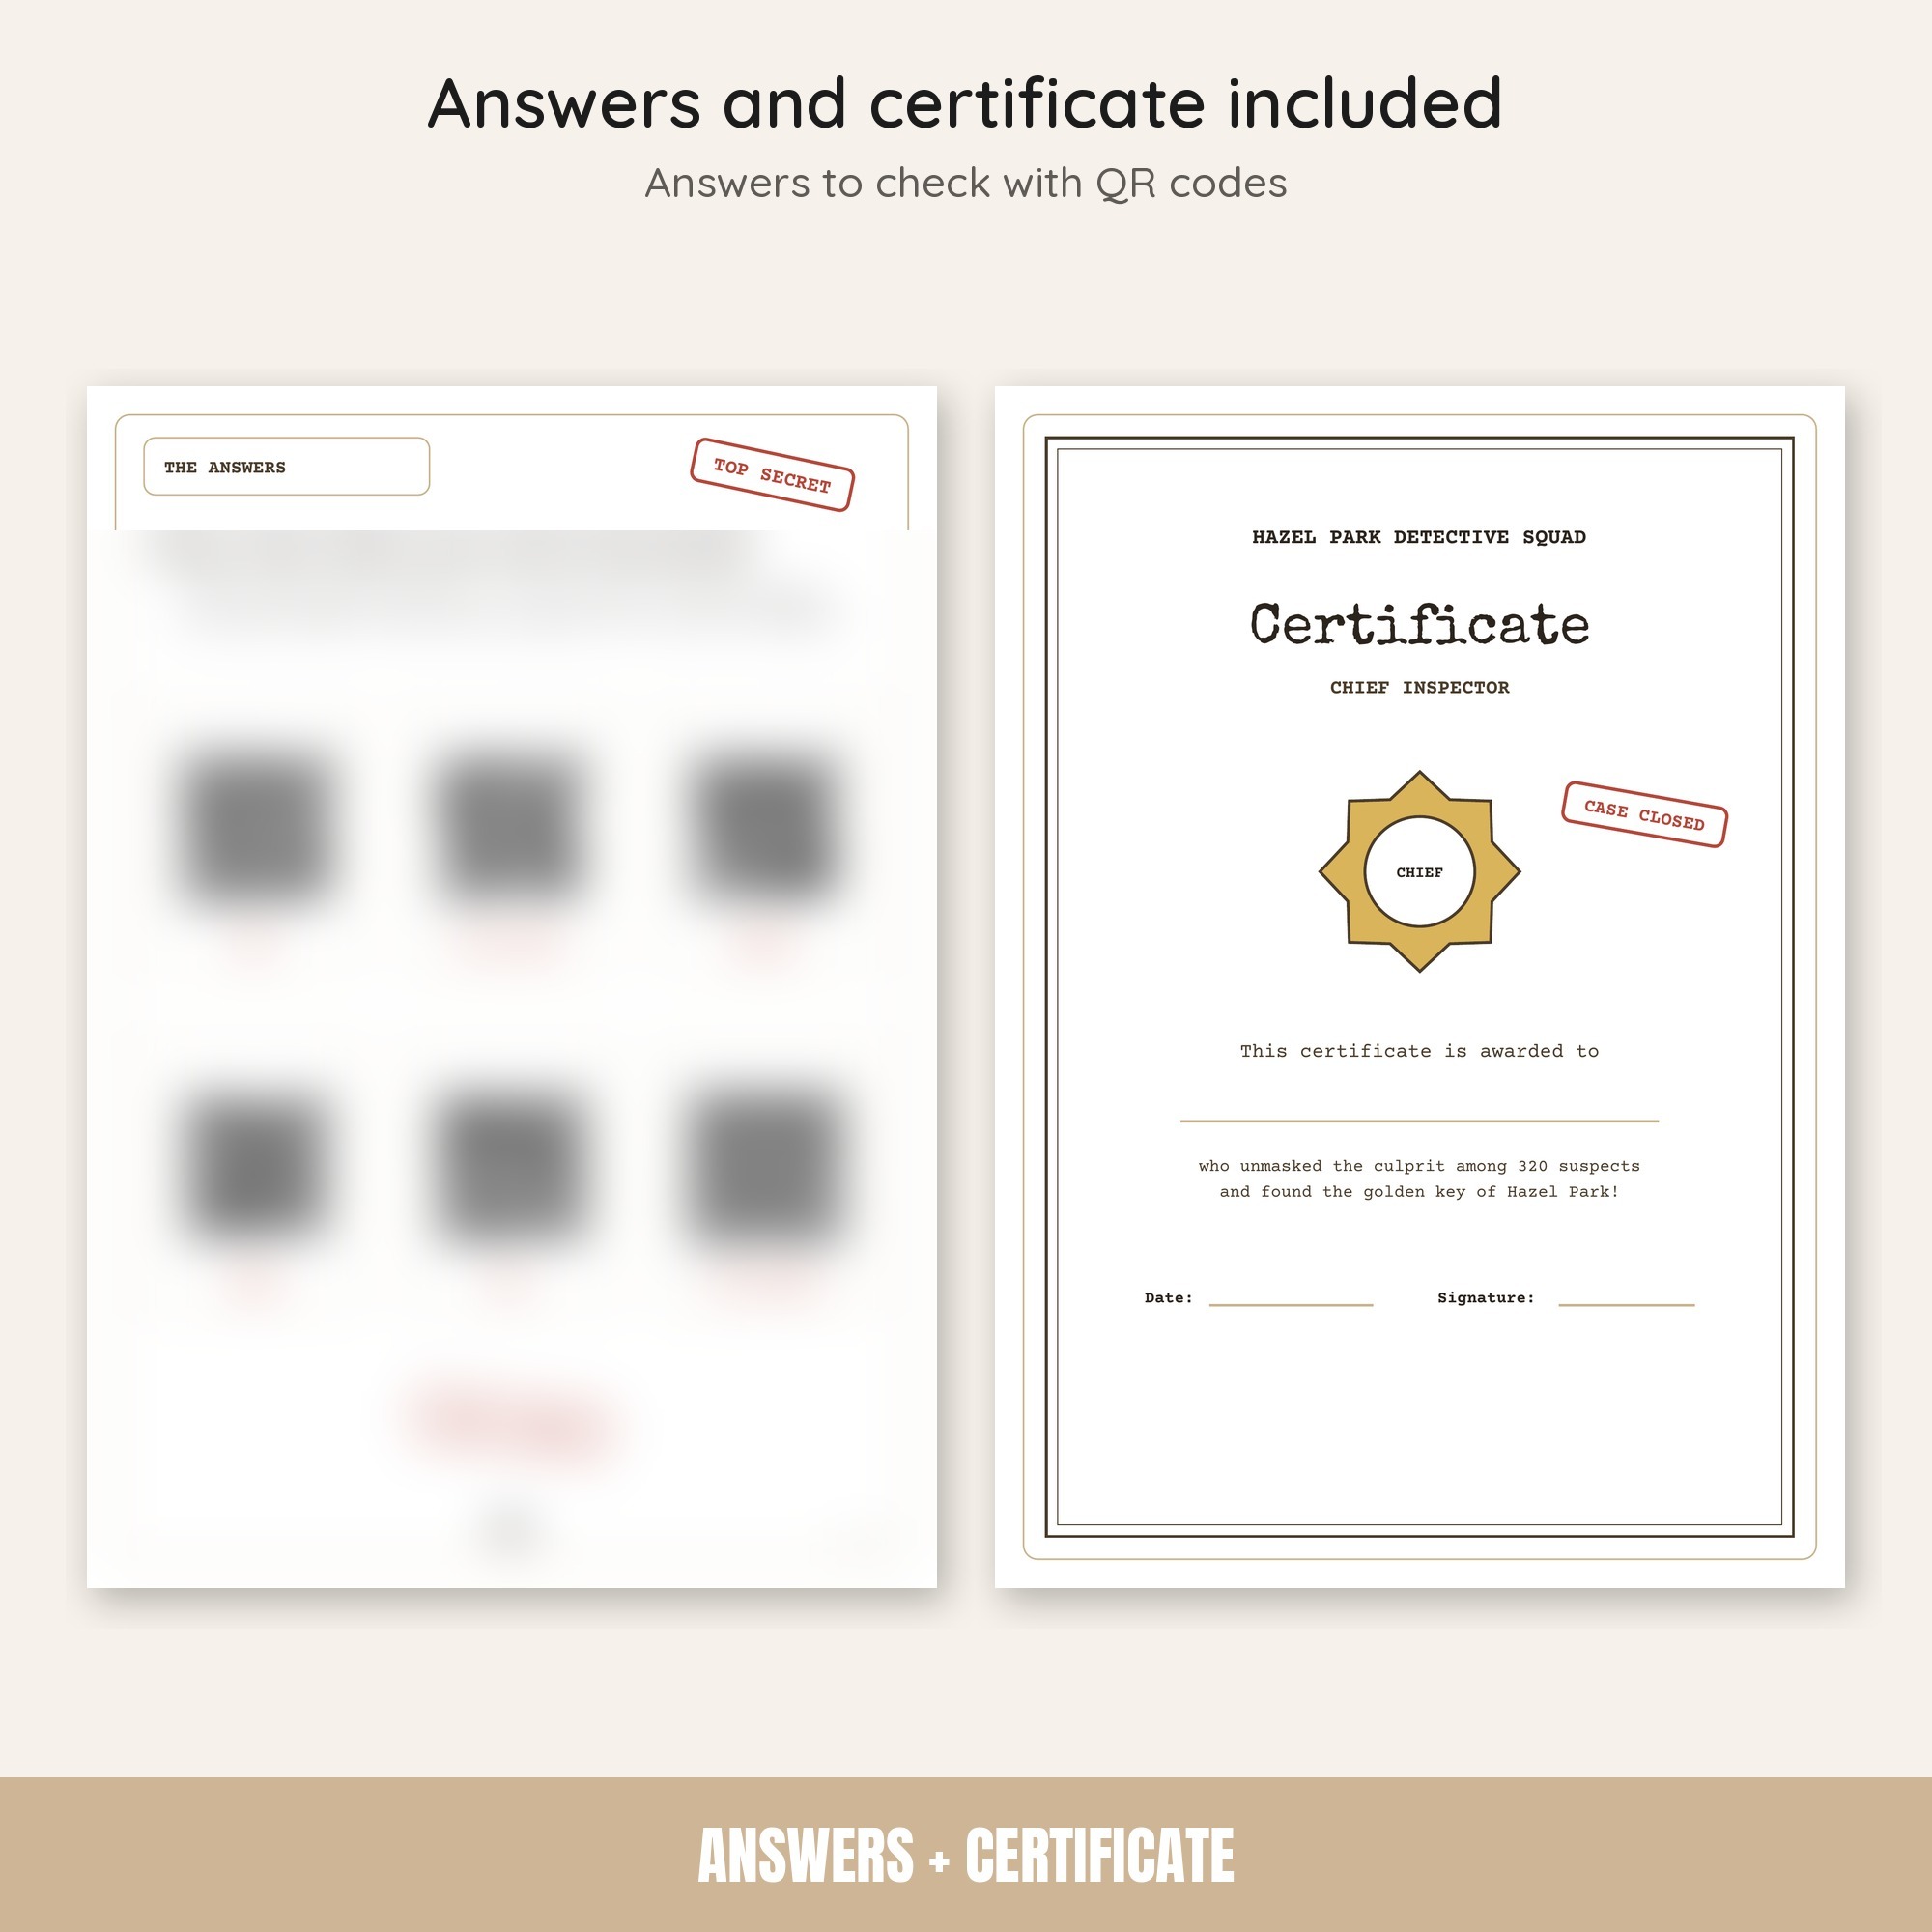 Answers and certificate included
Answers to check with QR codes
THE ANSWERS
TOP SECRET
HAZEL PARK DETECTIVE SQUAD
Certificate
CHIEF INSPECTOR
CASE CLOSED
CHIEF
This certificate is awarded to
who unmasked the culprit among 320 suspects
and found the golden key of Hazel Park!
Date:
Signature:
ANSWERS + CERTIFICATE